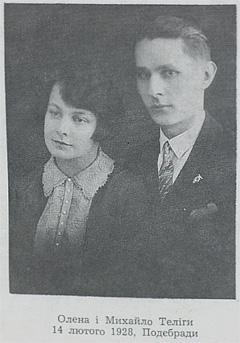 Олена і Михайло Теліги
14 лютого 1928, Подебради